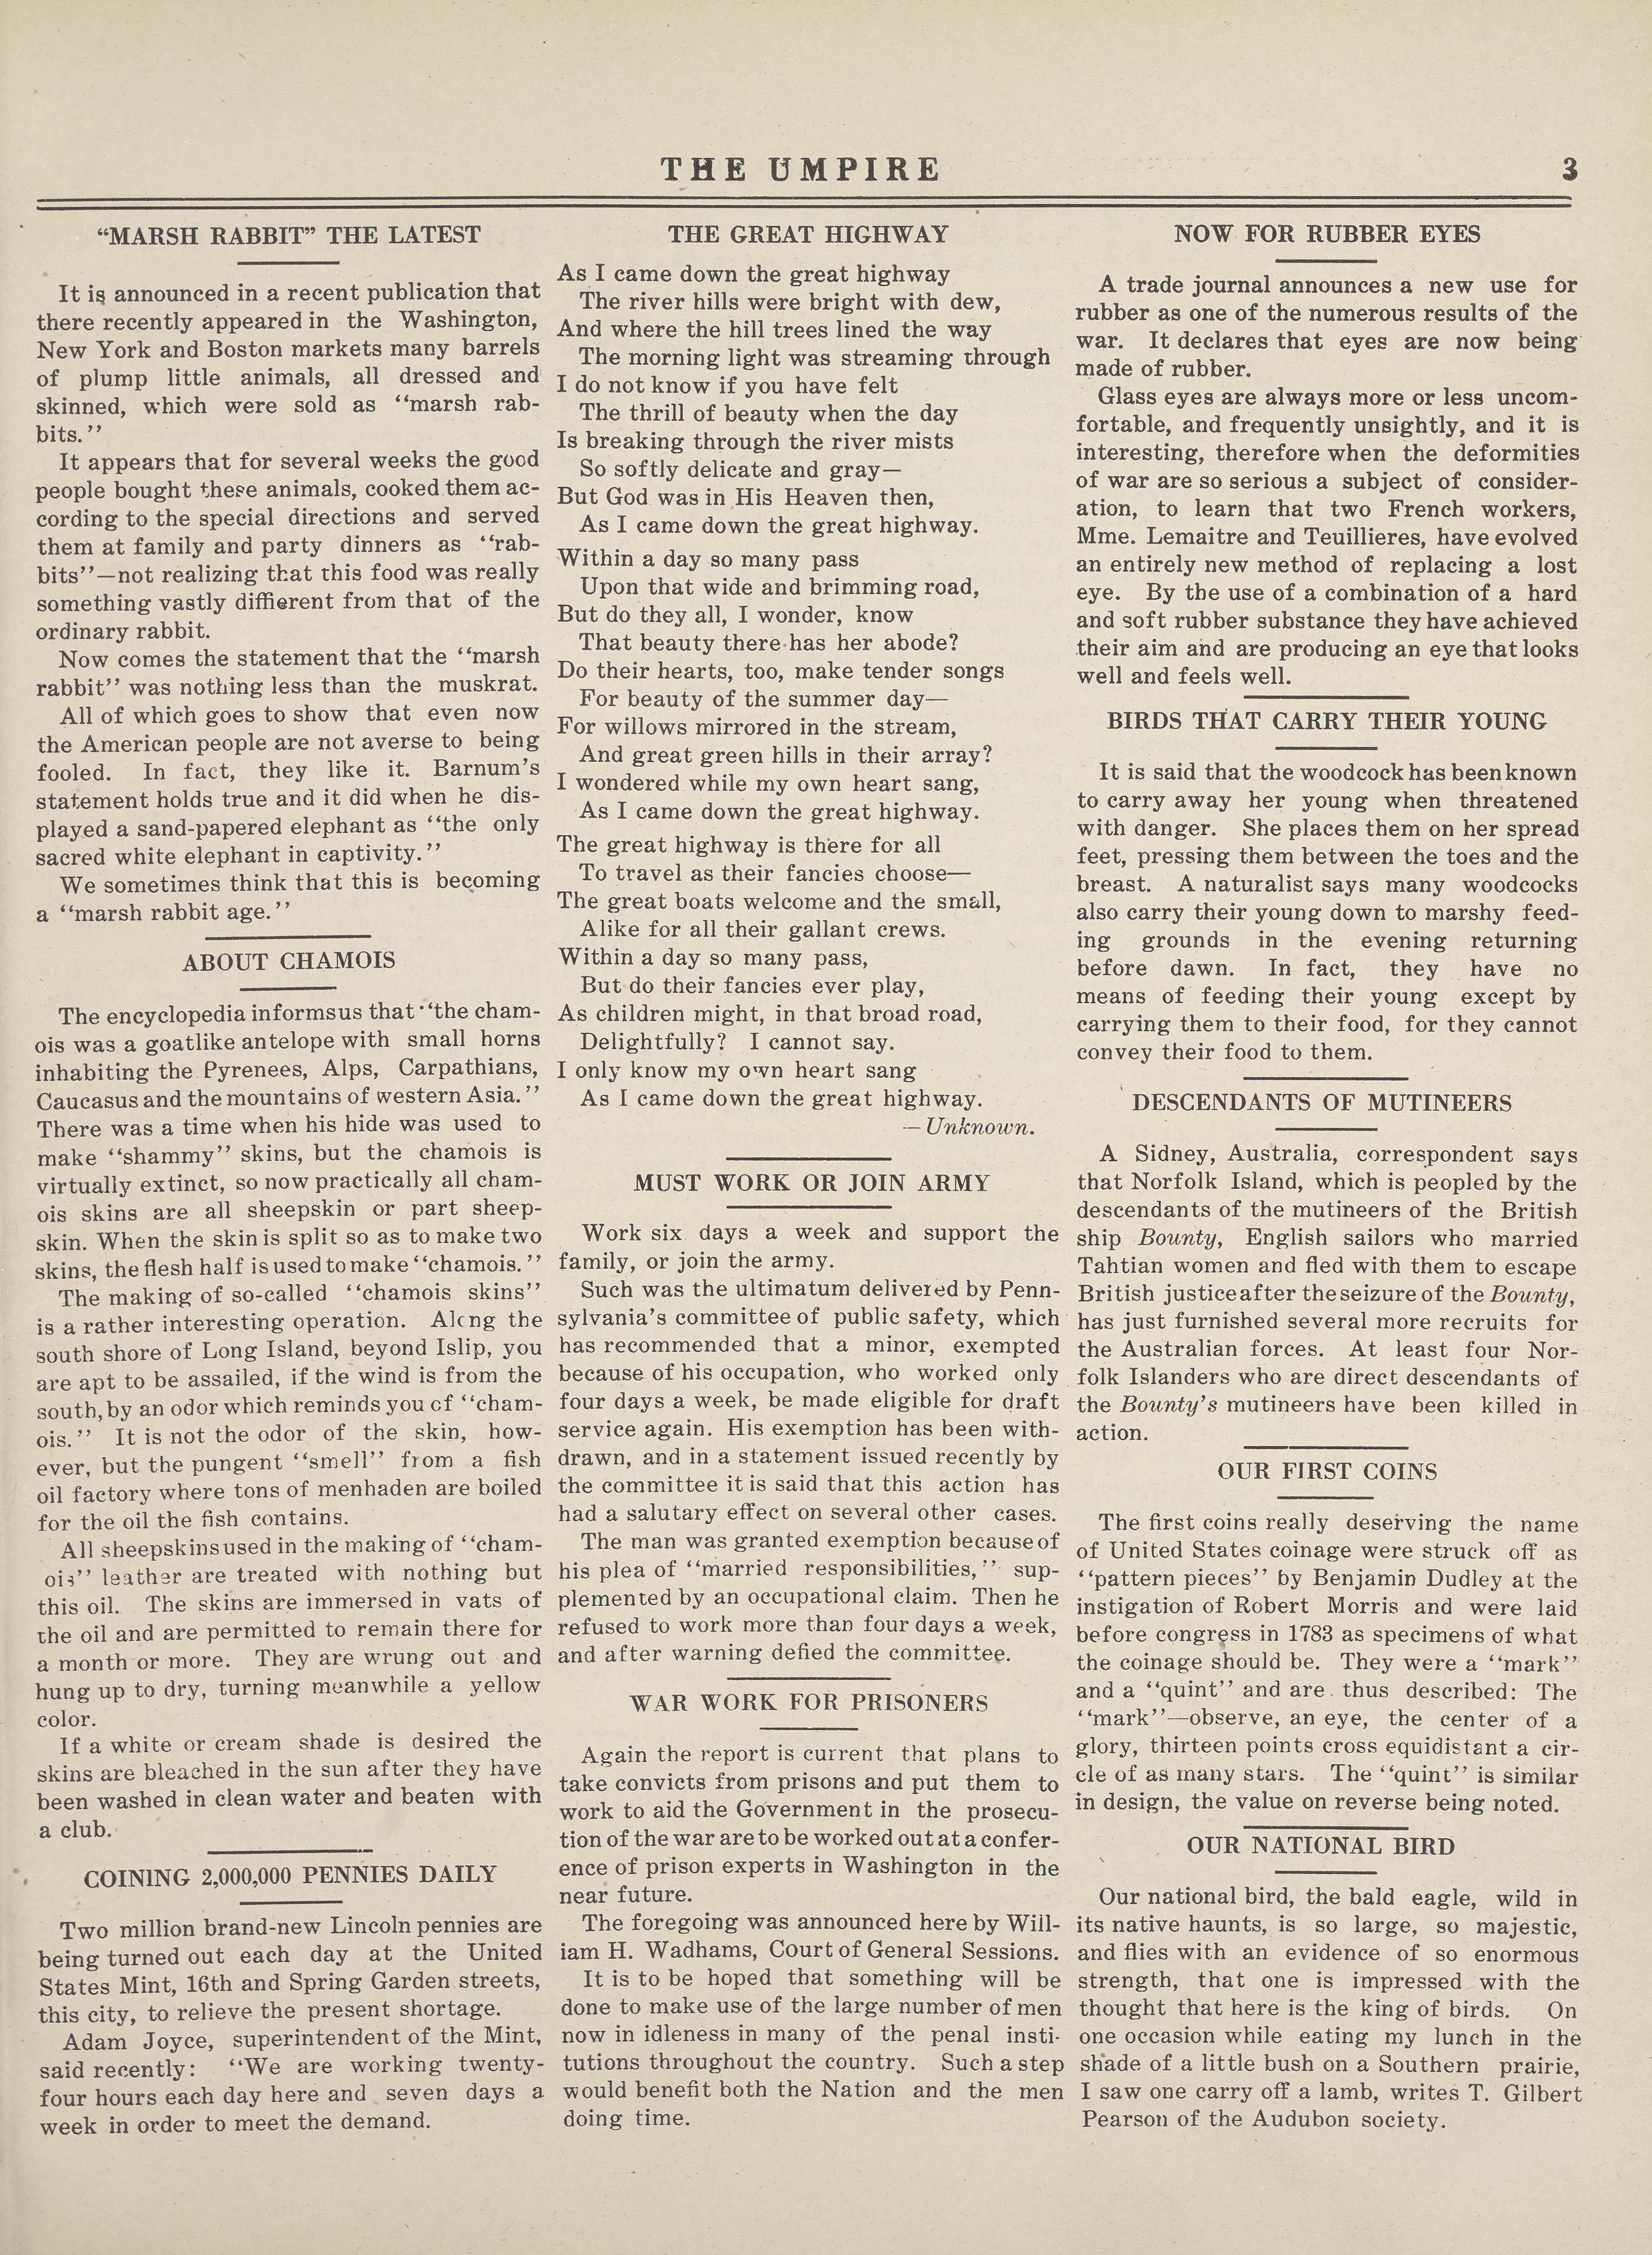 THE UMPIRE
3
"MARSH RABBIT" THE LATEST
It is announced in a recent publication that
there recently appeared in the Washington,
New York and Boston markets many barrels
of plump little animals, all dressed and
skinned, which were sold as "marsh rab-
bits."
It appears that for several weeks the good
people bought these animals, cooked them ac-
cording to the special directions and served
them at family and party dinners as "rab-
bits"—not realizing that this food was really
something vastly diffierent from that of the
ordinary rabbit.
Now comes the statement that the "marsh
rabbit" was nothing less than the muskrat.
All of which goes to show that even now
the American people are not averse to being
fooled. In fact, they like it. Barnum's
statement holds true and it did when he dis-
played a sand-papered elephant as "the only
sacred white elephant in captivity."
We sometimes think that this is becoming
a "marsh rabbit age."
ABOUT CHAMOIS
The encyclopedia informsus that "the cham-
ois was a goatlike antelope with small horns
inhabiting the Pyrenees, Alps, Carpathians,
Caucasus and the mountains of western Asia."
There was a time when his hide was used to
make "shammy" skins, but the chamois is
virtually extinct, so now practically all cham-
ois skins are all sheepskin or part sheep-
skin. When the skin is split so as to make two
skins, the flesh half is used to make "chamois."
The making of so-called "chamois skins"
is a rather interesting operation. Along the
south shore of Long Island, beyond Islip, you
are apt to be assailed, if the wind is from the
south, by an odor which reminds you of "cham-
ois." It is not the odor of the skin, how-
ever, but the pungent "smell" from a fish
oil factory where tons of menhaden are boiled
for the oil the fish contains.
All sheepskins used in the making of "cham-
ois" leather are treated with nothing but
this oil. The skins are immersed in vats of
the oil and are permitted to remain there for
a month or more. They are wrung out and
hung up to dry, turning meanwhile a yellow
color.
If a white or cream shade is desired the
skins are bleached in the sun after they have
been washed in clean water and beaten with
a club.
COINING 2,000,000 PENNIES DAILY
Two million brand-new Lincoln pennies are
being turned out each day at the United
States Mint, 16th and Spring Garden streets,
this city, to relieve the present shortage.
Adam Joyce, superintendent of the Mint,
said recently: "We are working twenty-
four hours each day here and seven days a
week in order to meet the demand.
THE GREAT HIGHWAY
As I came down the great highway
The river hills were bright with dew,
And where the hill trees lined the way
The morning light was streaming through
I do not know if you have felt
The thrill of beauty when the day
Is breaking through the river mists
So softly delicate and gray—
But God was in His Heaven then,
As I came down the great highway.
Within a day so many pass
Upon that wide and brimming road,
But do they all, I wonder, know
That beauty there has her abode?
Do their hearts, too, make tender songs
For beauty of the summer day—
For willows mirrored in the stream,
And great green hills in their array?
I wondered while my own heart sang,
As I came down the great highway.
The great highway is there for all
To travel as their fancies choose—
The great boats welcome and the small,
Alike for all their gallant crews.
Within a day so many pass,
But do their fancies ever play,
As children might, in that broad road,
Delightfully? I cannot say.
I only know my own heart sang
As I came down the great highway.
—Unknown.
MUST WORK OR JOIN ARMY
Work six days a week and support the
family, or join the army.
Such was the ultimatum delivered by Penn-
sylvania's committee of public safety, which
has recommended that a minor, exempted
because of his occupation, who worked only
four days a week, be made eligible for draft
service again. His exemption has been with-
drawn, and in a statement issued recently by
the committee it is said that this action has
had a salutary effect on several other cases.
The man was granted exemption because of
his plea of "married responsibilities," sup-
plemented by an occupational claim. Then he
refused to work more than four days a week,
and after warning defied the committee.
WAR WORK FOR PRISONERS
Again the report is current that plans to
take convicts from prisons and put them to
work to aid the Government in the prosecu-
tion of the war are to be worked out at a confer-
ence of prison experts in Washington in the
near future.
The foregoing was announced here by Will-
iam H. Wadhams, Court of General Sessions.
It is to be hoped that something will be
done to make use of the large number of men
now in idleness in many of the penal insti-
tutions throughout the country. Such a step
would benefit both the Nation and the men
doing time.
NOW FOR RUBBER EYES
A trade journal announces a new use for
rubber as one of the numerous results of the
war. It declares that eyes are now being
made of rubber.
Glass eyes are always more or less uncom-
fortable, and frequently unsightly, and it is
interesting, therefore when the deformities
of war are so serious a subject of consider-
ation, to learn that two French workers,
Mme. Lemaitre and Teuillieres, have evolved
an entirely new method of replacing a lost
eye. By the use of a combination of a hard
and soft rubber substance they have achieved
their aim and are producing an eye that looks
well and feels well.
BIRDS THAT CARRY THEIR YOUNG
It is said that the woodcock has been known
to carry away her young when threatened
with danger. She places them on her spread
feet, pressing them between the toes and the
breast. A naturalist says many woodcocks
also carry their young down to marshy feed-
ing grounds in the evening returning
before dawn. In fact, they have no
means of feeding their young except by
carrying them to their food, for they cannot
convey their food to them.
DESCENDANTS OF MUTINEERS
A Sidney, Australia, correspondent says
that Norfolk Island, which is peopled by the
descendants of the mutineers of the British
ship Bounty, English sailors who married
Tahtian women and fled with them to escape
British justice after the seizure of the Bounty,
has just furnished several more recruits for
the Australian forces. At least four Nor-
folk Islanders who are direct descendants of
the Bounty's mutineers have been killed in
action.
OUR FIRST COINS
The first coins really deserving the name
of United States coinage were struck off as
"pattern pieces" by Benjamin Dudley at the
instigation of Robert Morris and were laid
before congress in 1783 as specimens of what
the coinage should be. They were a "mark"
and a "quint" and are thus described: The
"mark"—observe, an eye, the center of a
glory, thirteen points cross equidistant a cir-
cle of as many stars. The "quint" is similar
in design, the value on reverse being noted.
OUR NATIONAL BIRD
Our national bird, the bald eagle, wild in
its native haunts, is so large, so majestic,
and flies with an evidence of so enormous
strength, that one is impressed with the
thought that here is the king of birds. On
one occasion while eating my lunch in the
shade of a little bush on a Southern prairie,
I saw one carry off a lamb, writes T. Gilbert
Pearson of the Audubon society.